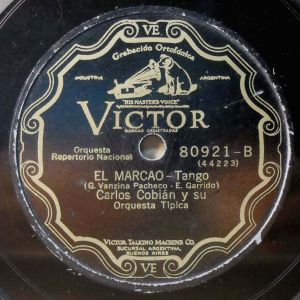 VE
Grabación Ortofónica
INDUSTRIA ARGENTINA
"HIS MASTER'S VOICE"
VICTOR
MARCAS REGISTRADAS
Orquesta
Repertorio Nacional
80921-B
(44223)
EL MARCAO-Tango
(G. Vanzina Pacheco - E. Garrido)
Carlos Cobián y su
Orquesta Típica
VICTOR TALKING MACHINE CO
SUCURSAL ARGENTINA,
BUENOS AIRES
VE